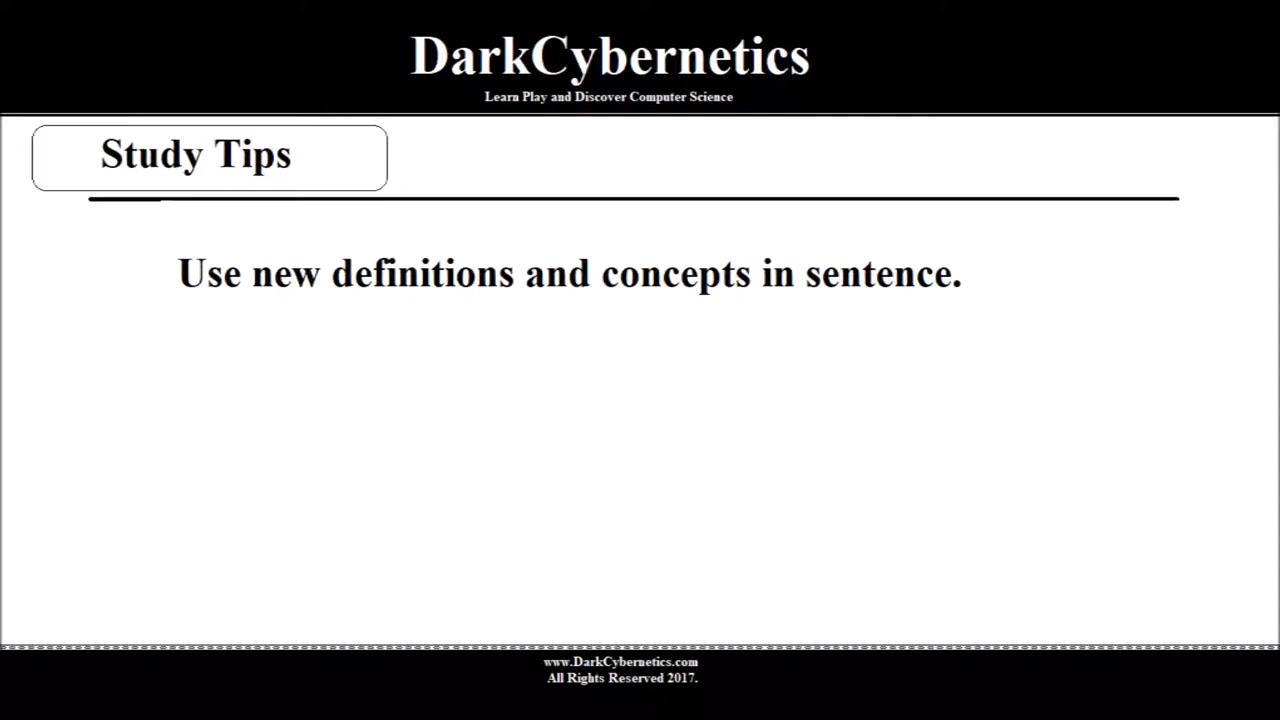 DarkCybernetics
Learn Play and Discover Computer Science
Study Tips
Use new definitions and concepts in sentence.
www.DarkCybernetics.com
All Rights Reserved 2017.